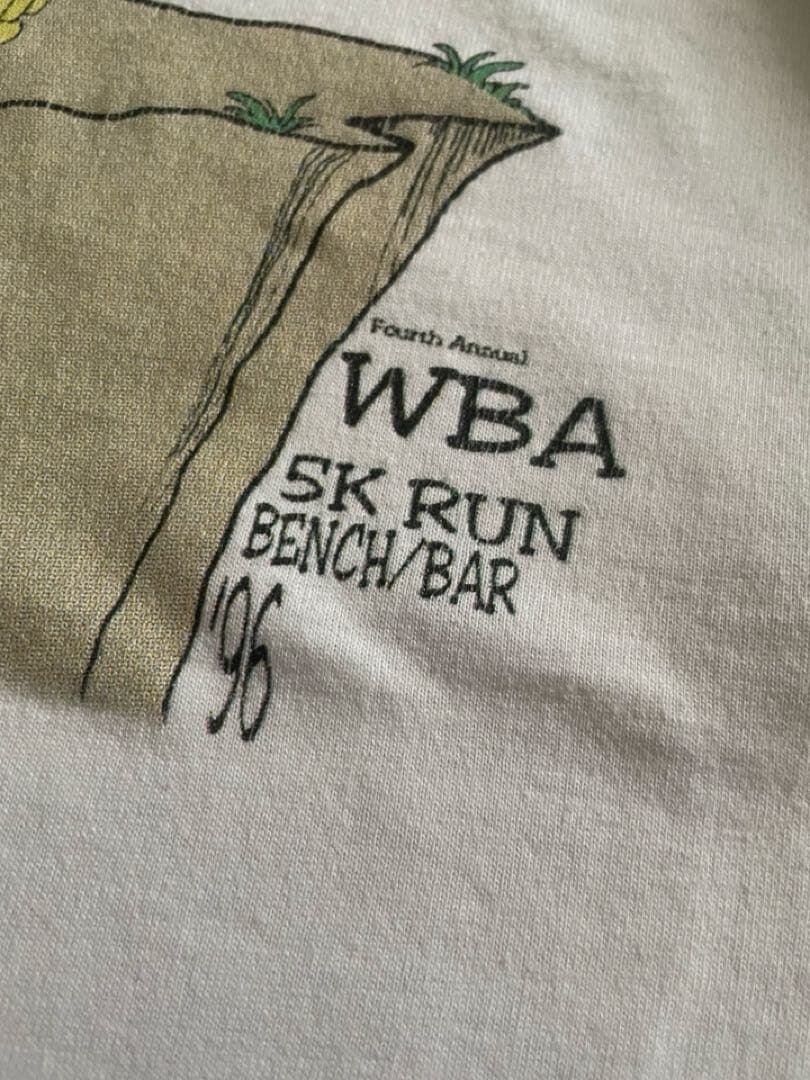 Fourth Annual
WBA
5K RUN
BENCH/BAR
'96